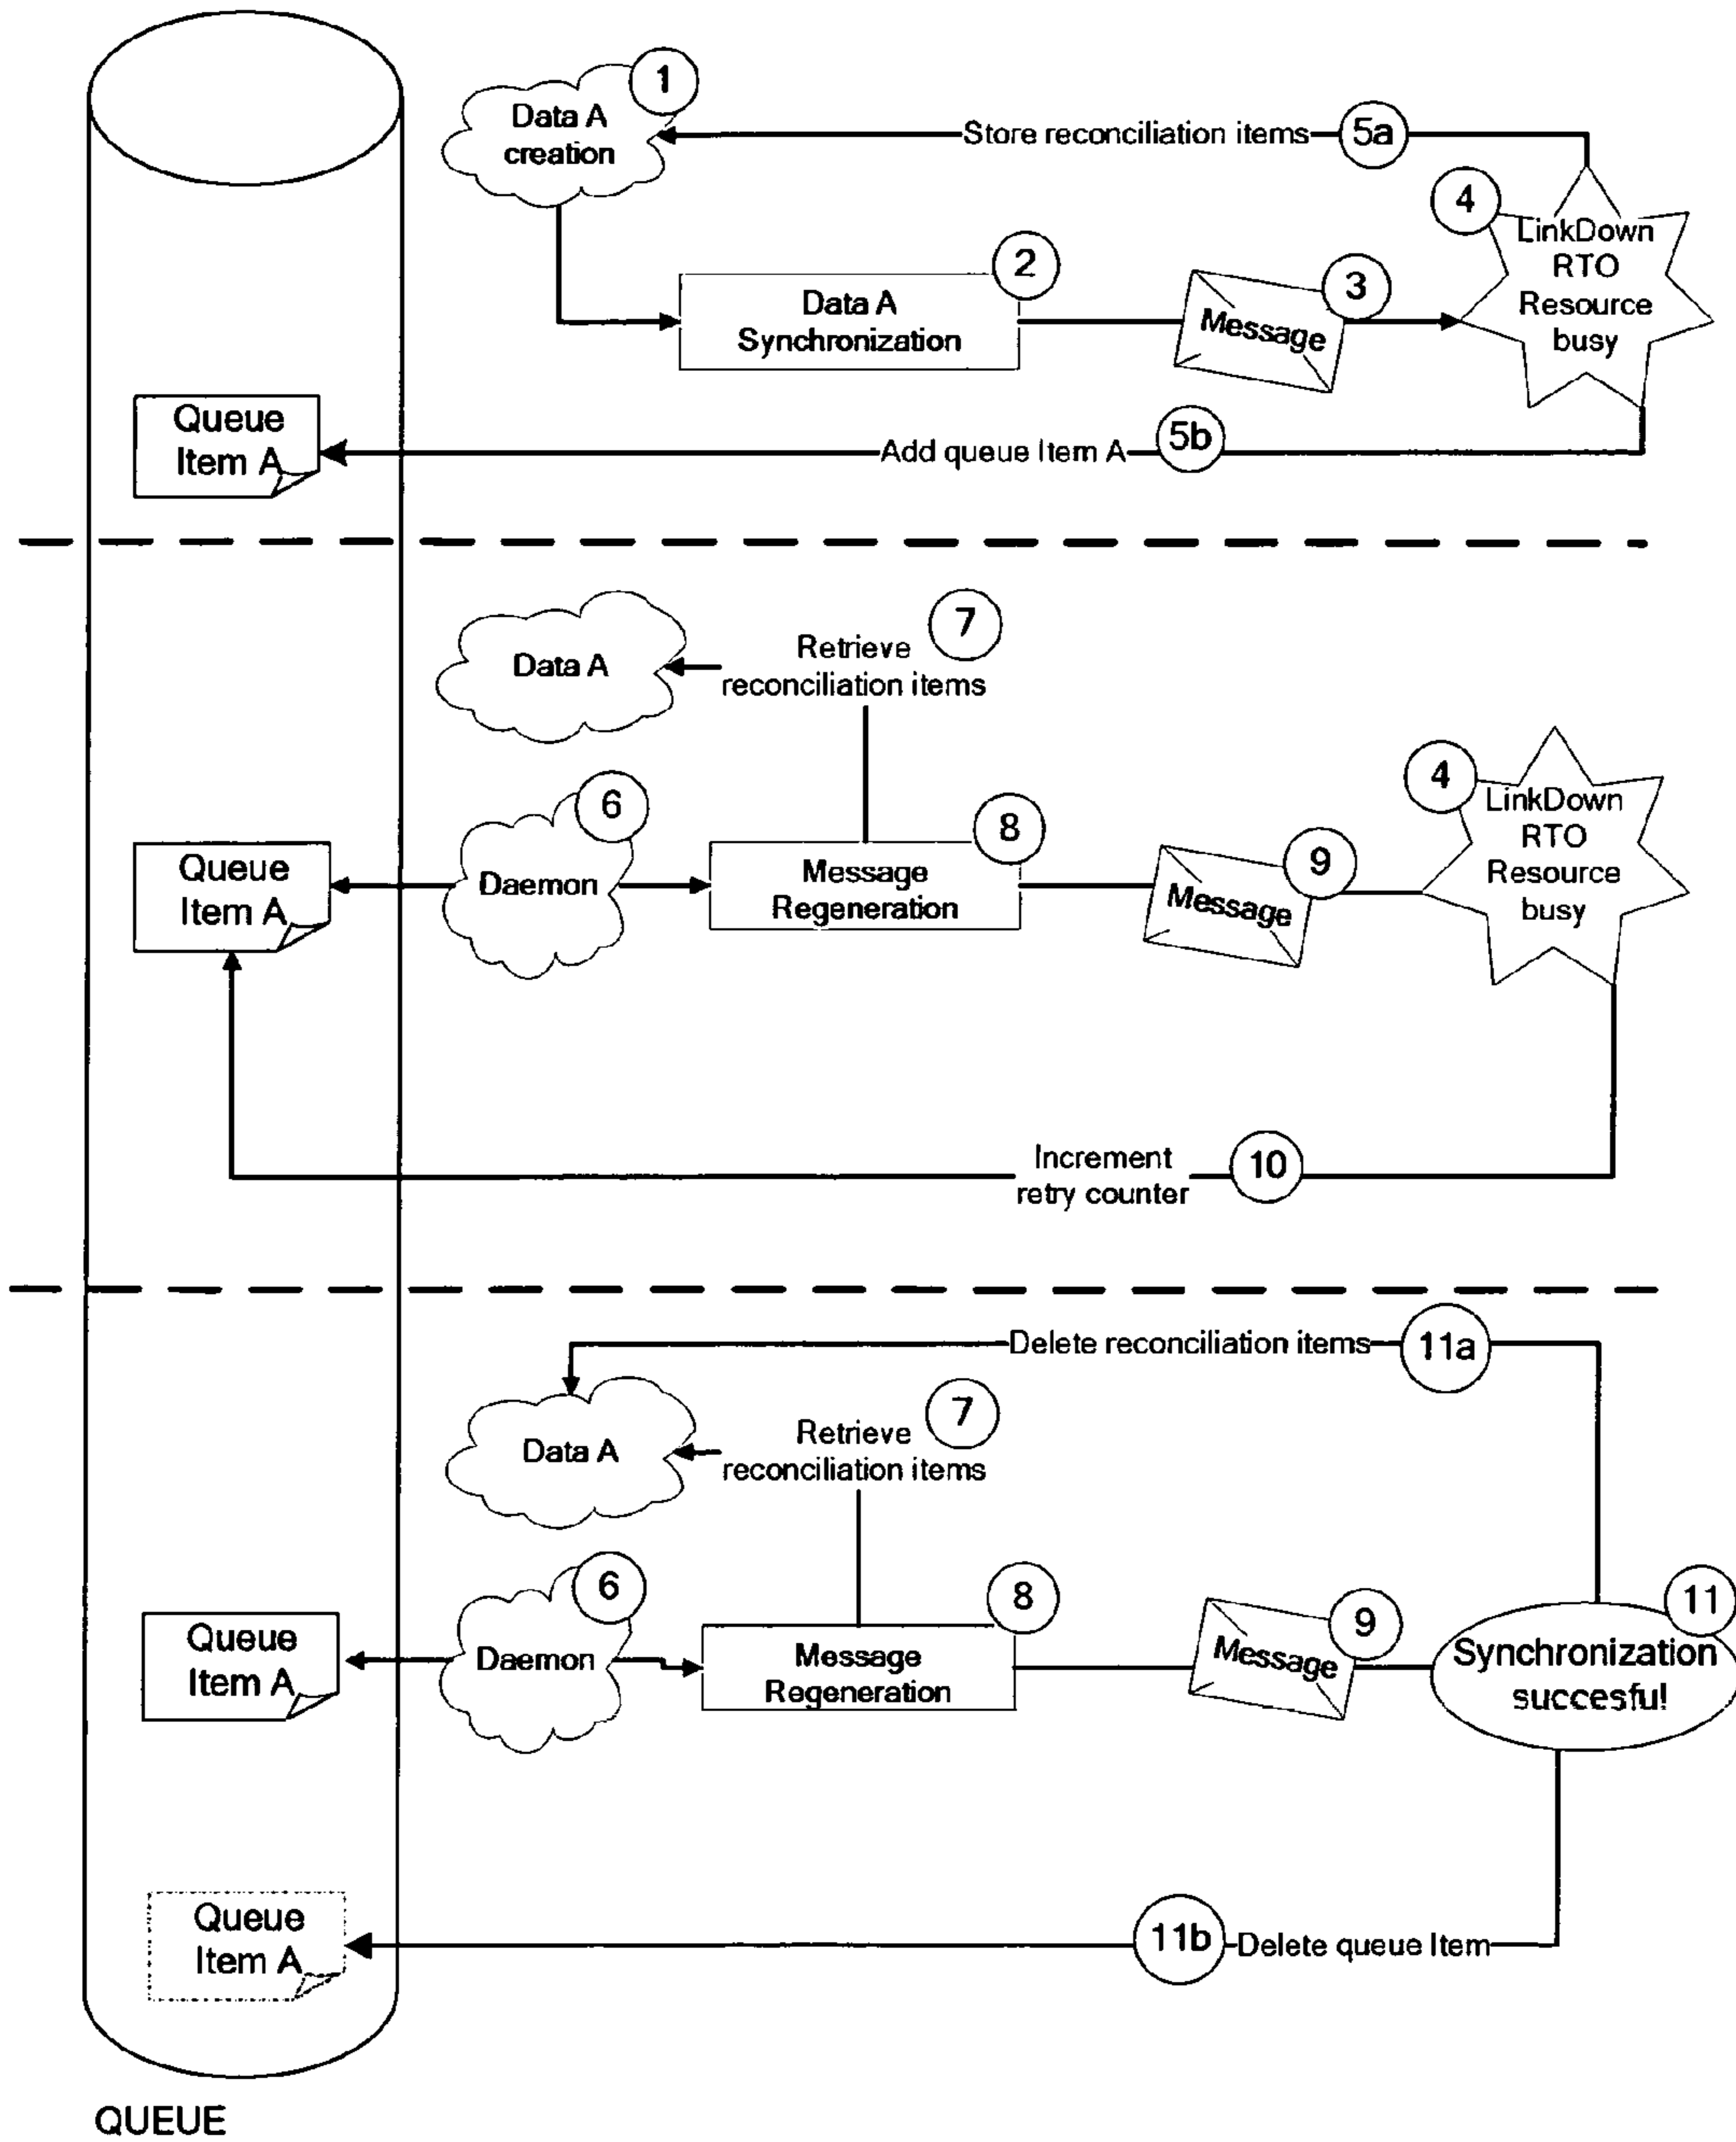 1
Data A
creation
Store reconciliation items
5a
4
LinkDown
RTO
Resource
busy
2
Data A
Synchronization
3
Message
Queue
Item A
Add queue Item A
5b
7
Data A
Retrieve
reconciliation items
6
Daemon
Queue
Item A
8
Message
Regeneration
9
Message
4
LinkDown
RTO
Resource
busy
Increment
retry counter
10
Delete reconciliation items
11a
7
Data A
Retrieve
reconciliation items
6
Daemon
Queue
Item A
8
Message
Regeneration
9
Message
11
Synchronization
succesful
Queue
Item A
11b
Delete queue Item
QUEUE